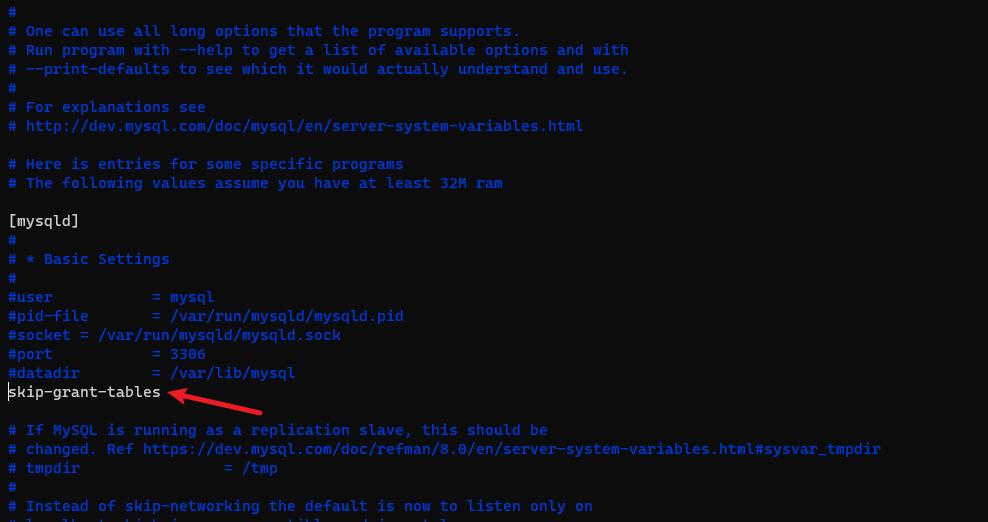 #
# One can use all long options that the program supports.
# Run program with --help to get a list of available options and with
# --print-defaults to see which it would actually understand and use.
#
# For explanations see
# http://dev.mysql.com/doc/mysql/en/server-system-variables.html
# Here is entries for some specific programs
# The following values assume you have at least 32M ram
[mysqld]
#
# * Basic Settings
#
#user           = mysql
#pid-file       = /var/run/mysqld/mysqld.pid
#socket = /var/run/mysqld/mysqld.sock
#port           = 3306
#datadir        = /var/lib/mysql
skip-grant-tables
# If MySQL is running as a replication slave, this should be
# changed. Ref https://dev.mysql.com/doc/refman/8.0/en/server-system-variables.html#sysvar_tmpdir
# tmpdir                = /tmp
#
# Instead of skip-networking the default is now to listen only on